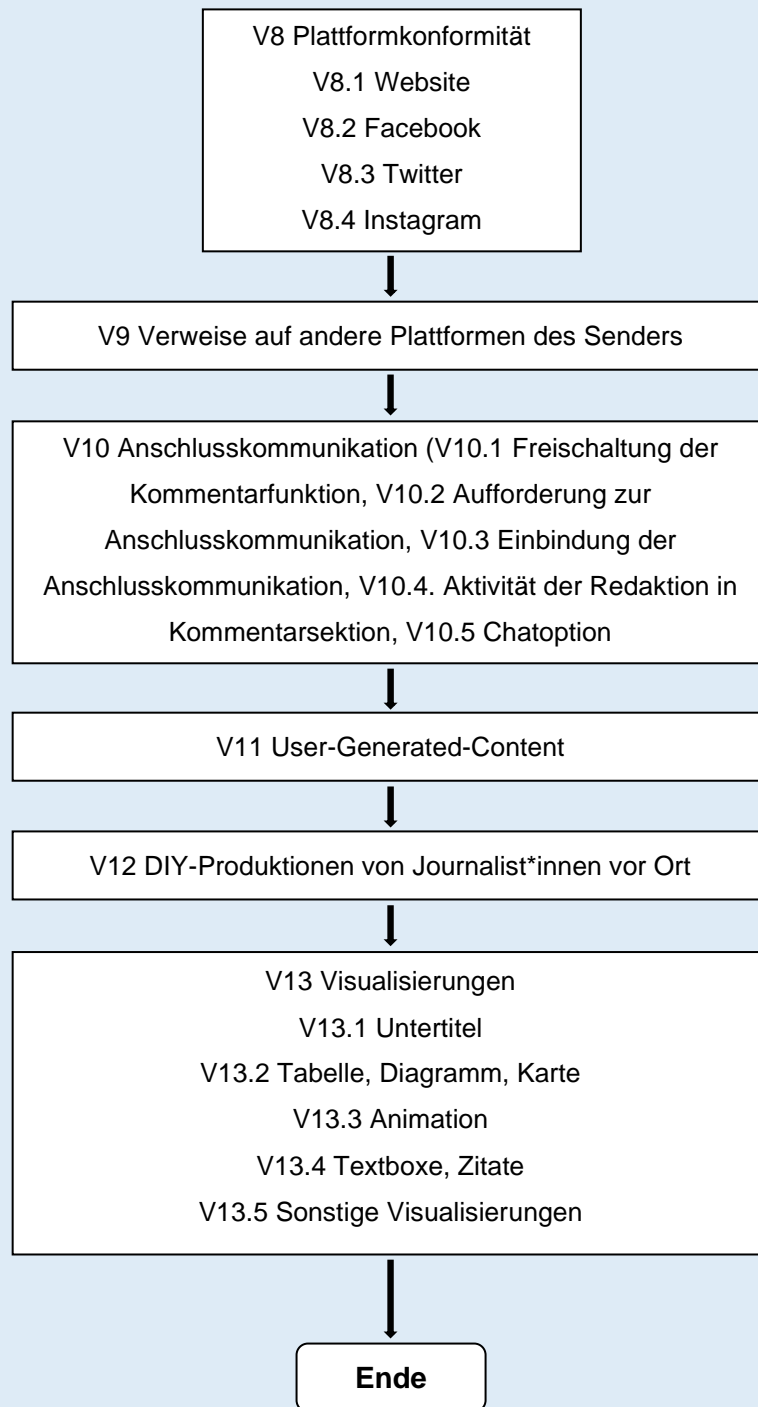 V8 Plattformkonformität
V8.1 Website
V8.2 Facebook
V8.3 Twitter
V8.4 Instagram
V9 Verweise auf andere Plattformen des Senders
V10 Anschlusskommunikation (V10.1 Freischaltung der
Kommentarfunktion, V10.2 Aufforderung zur
Anschlusskommunikation, V10.3 Einbindung der
Anschlusskommunikation, V10.4. Aktivität der Redaktion in
Kommentarsektion, V10.5 Chatoption
V11 User-Generated-Content
V12 DIY-Produktionen von Journalist*innen vor Ort
V13 Visualisierungen
V13.1 Untertitel
V13.2 Tabelle, Diagramm, Karte
V13.3 Animation
V13.4 Textboxe, Zitate
V13.5 Sonstige Visualisierungen
Ende